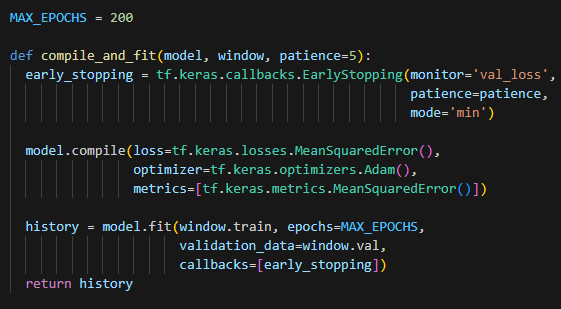 MAX_EPOCHS = 200
def compile_and_fit(model, window, patience=5):
  early_stopping = tf.keras.callbacks.EarlyStopping(monitor='val_loss',
                                                    patience=patience,
                                                    mode='min')
  model.compile(loss=tf.keras.losses.MeanSquaredError(),
                optimizer=tf.keras.optimizers.Adam(),
                metrics=[tf.keras.metrics.MeanSquaredError()])
  history = model.fit(window.train, epochs=MAX_EPOCHS,
                      validation_data=window.val,
                      callbacks=[early_stopping])
  return history